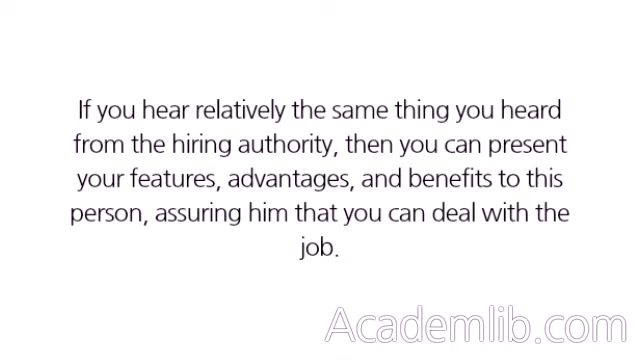 If you hear relatively the same thing you heard
from the hiring authority, then you can present
your features, advantages, and benefits to this
person, assuring him that you can deal with the
job.
Academlib.com